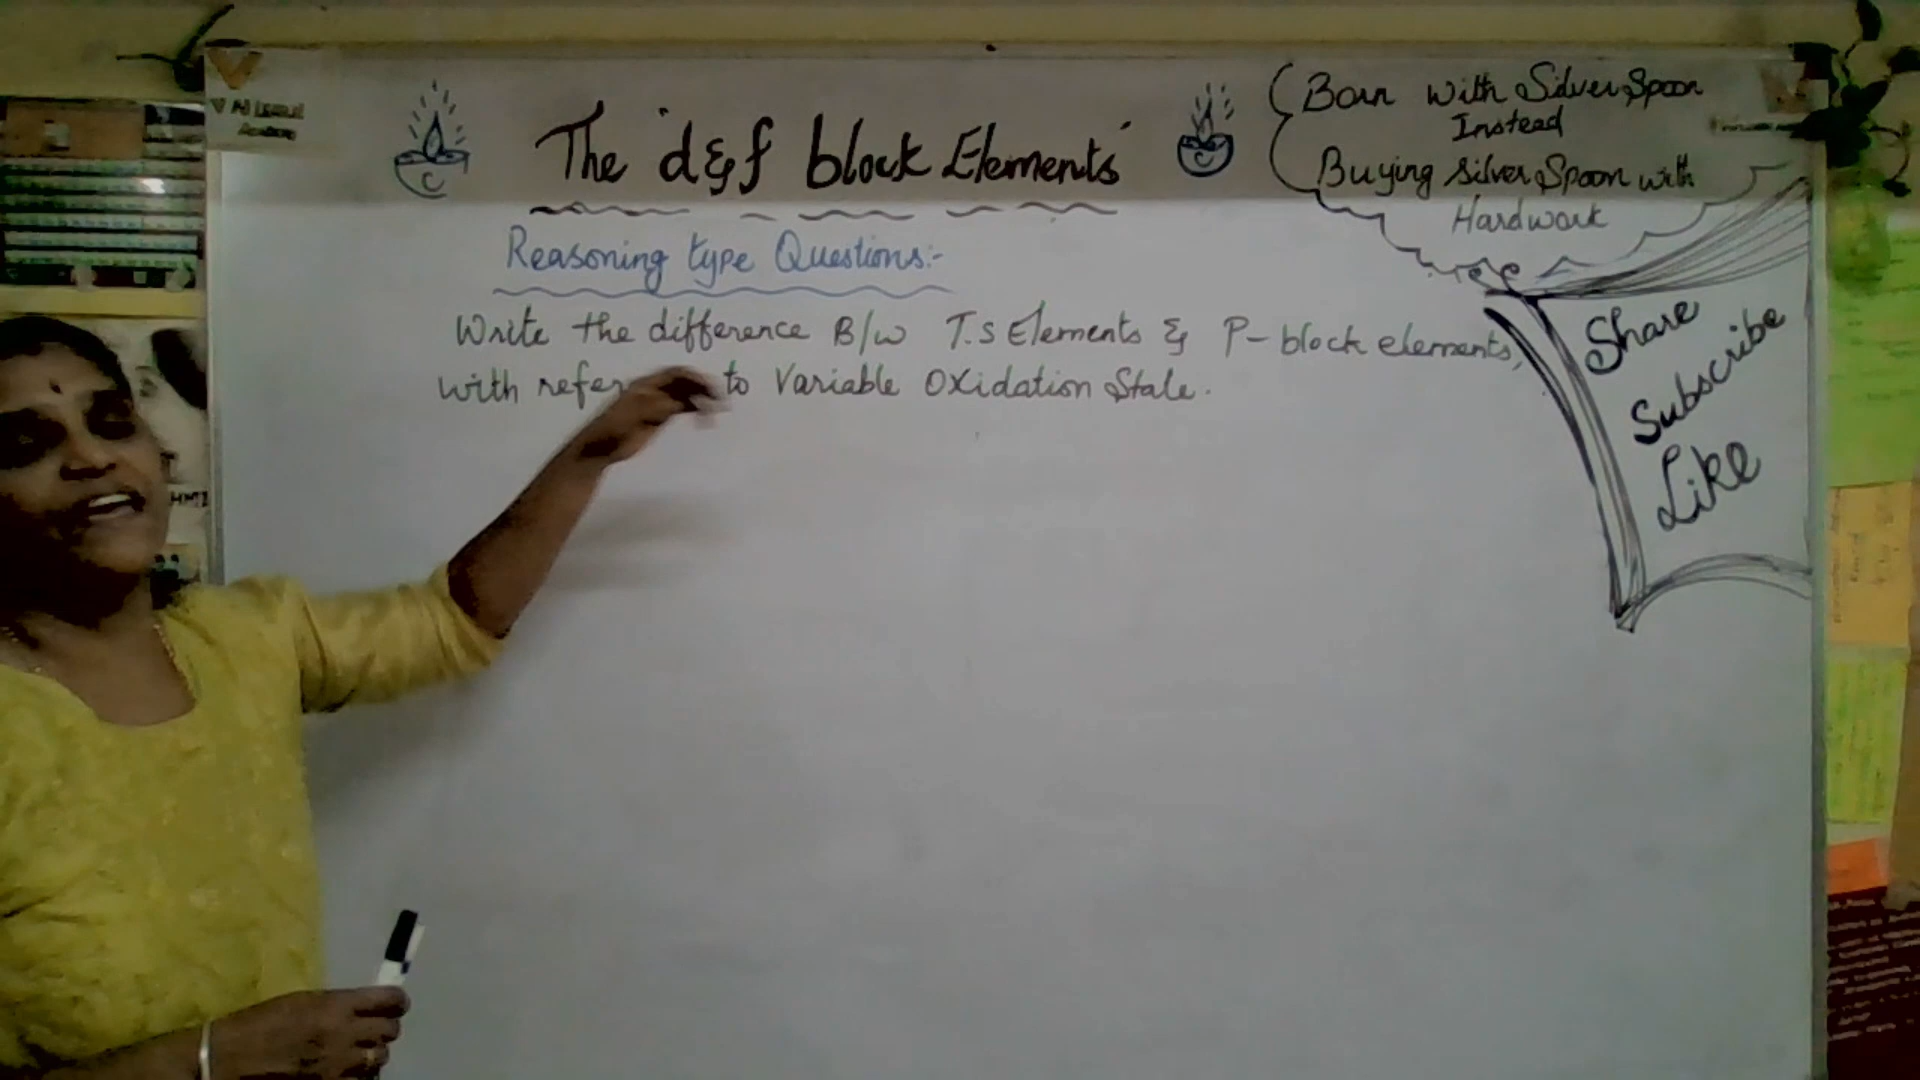 The "d & f block Elements"
Born with Silver Spoon
Instead
Buying Silver Spoon with
Hardwork
Reasoning type Questions:-
Write the difference B/w T.S Elements & P-block elements,
with refer to Variable Oxidation State.
Share
Subscribe
Like